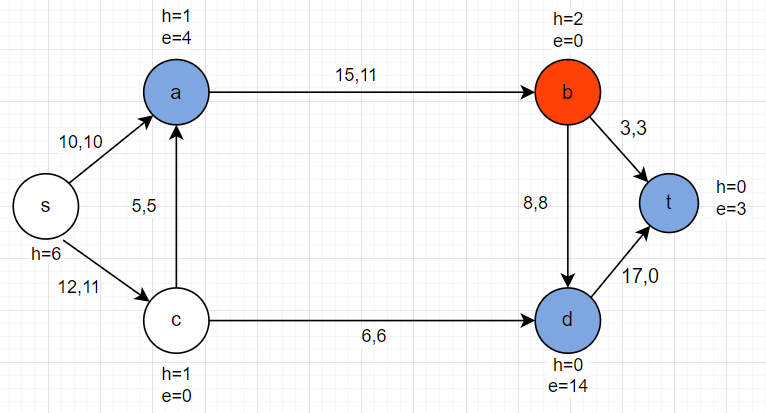 h=1
e=4
h=2
e=0
a
15,11
b
10,10
3,3
s
5,5
8,8
t
h=0
e=3
h=6
12,11
17,0
c
6,6
d
h=1
e=0
h=0
e=14